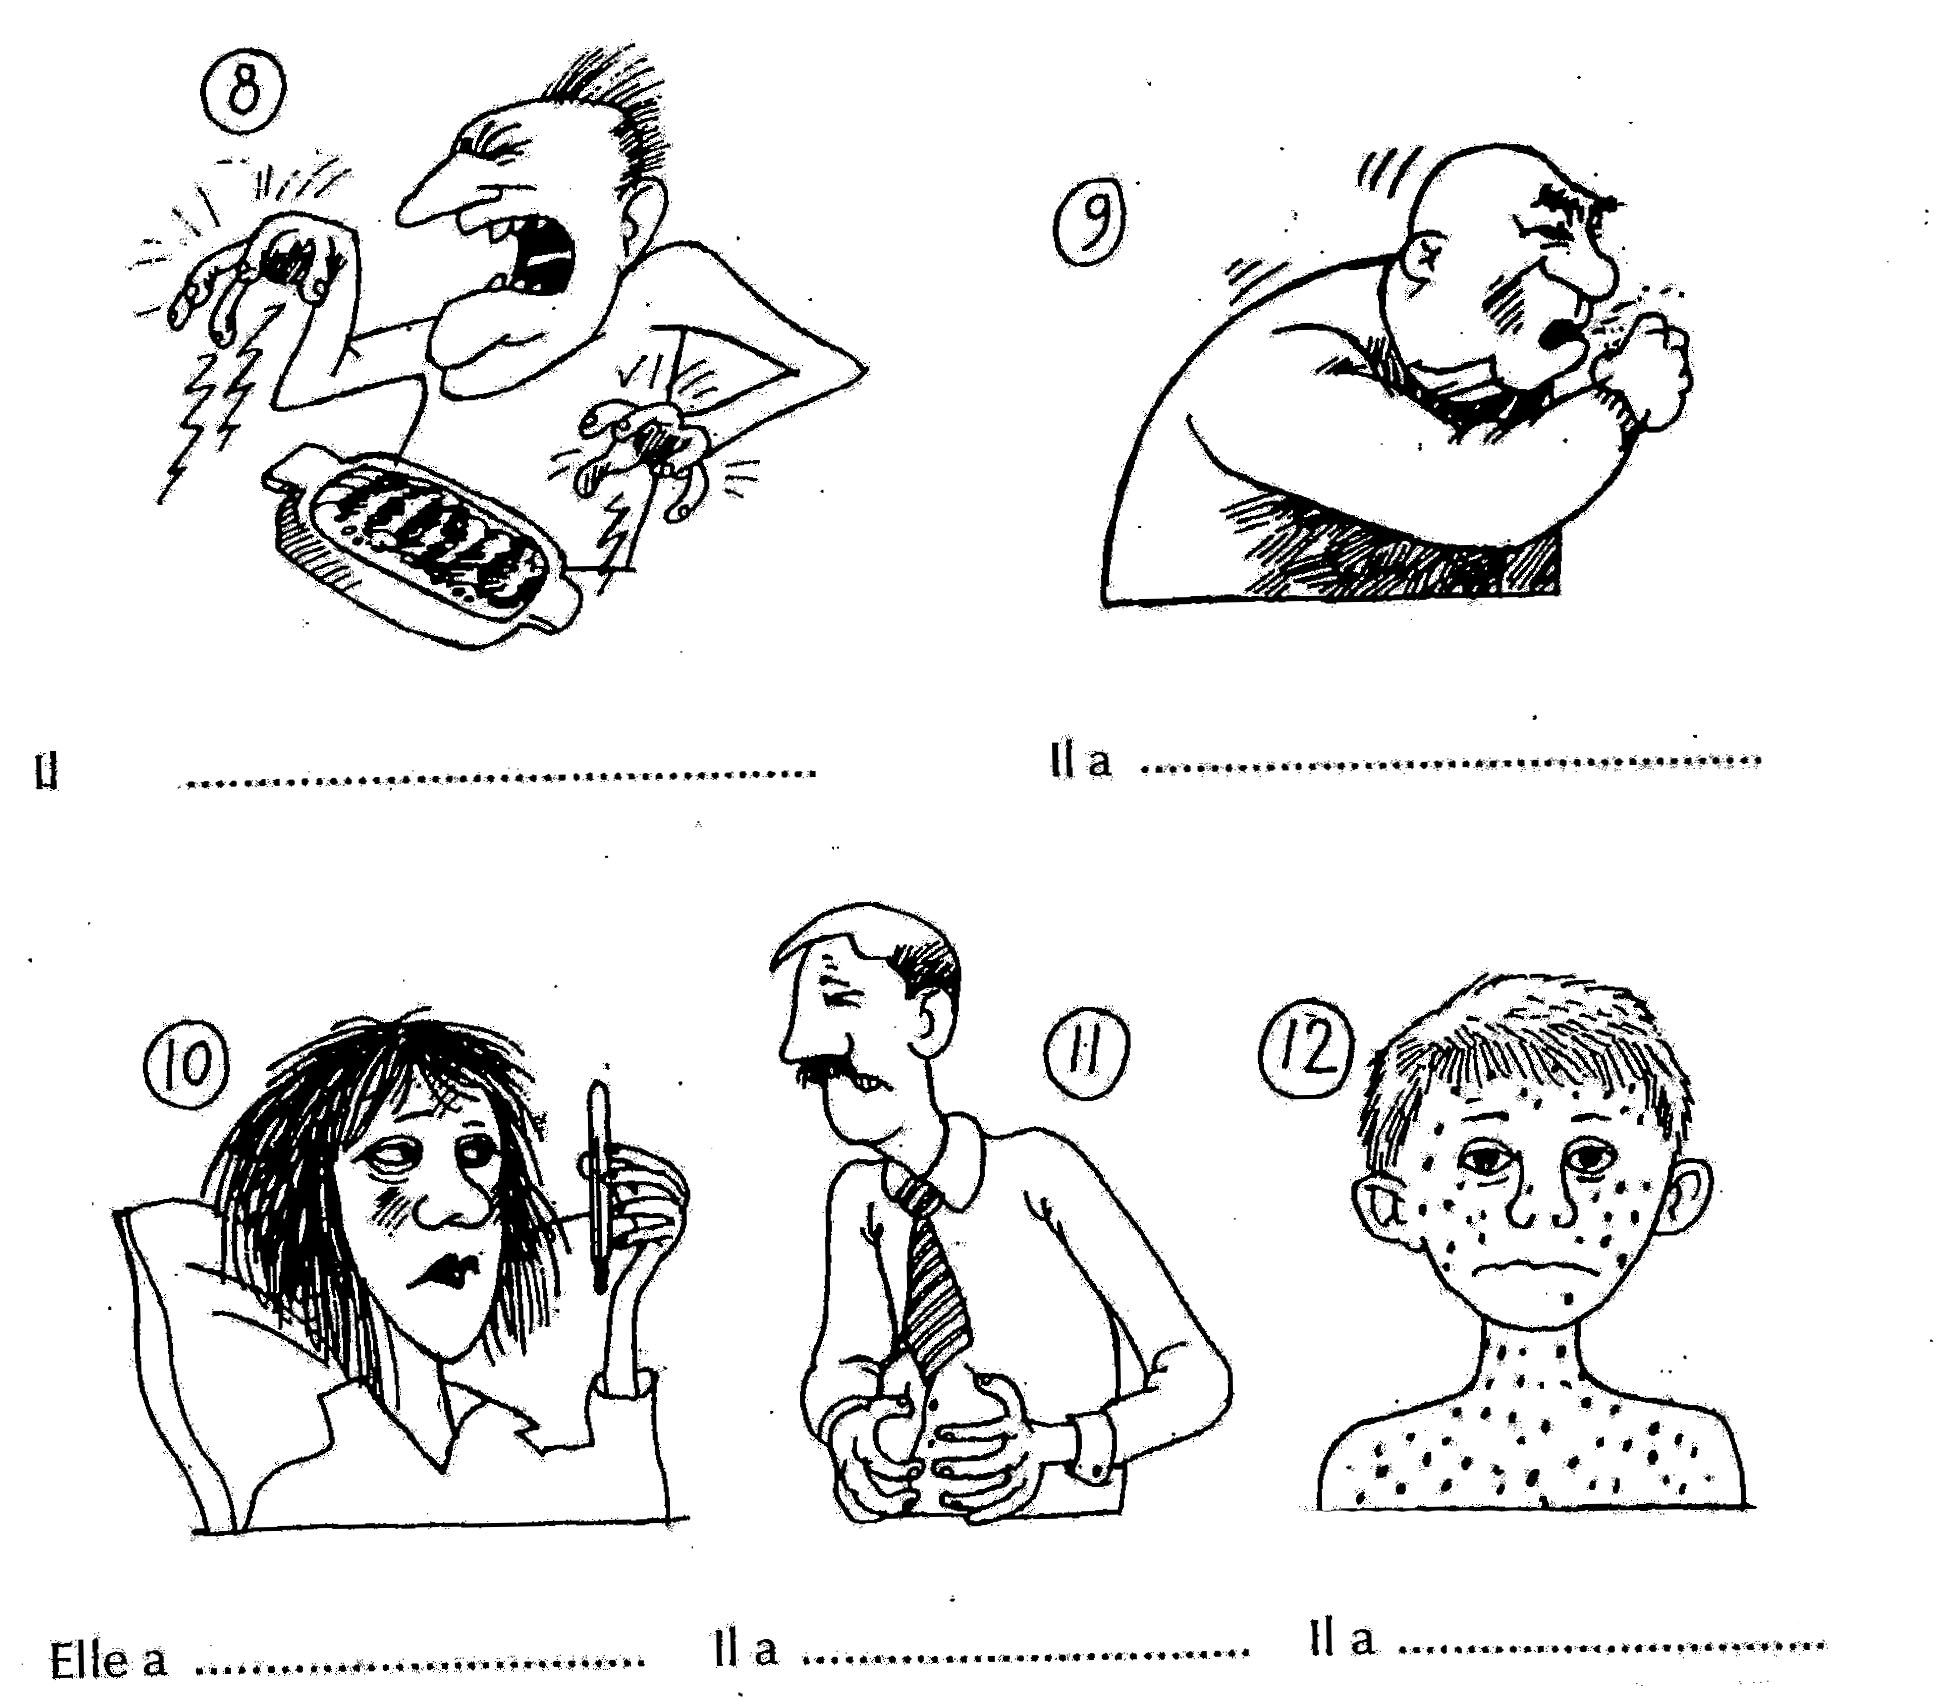 8
9
Il ..........
Il a ..........
10
11
12
Elle a ..........
Il a ..........
Il a ..........